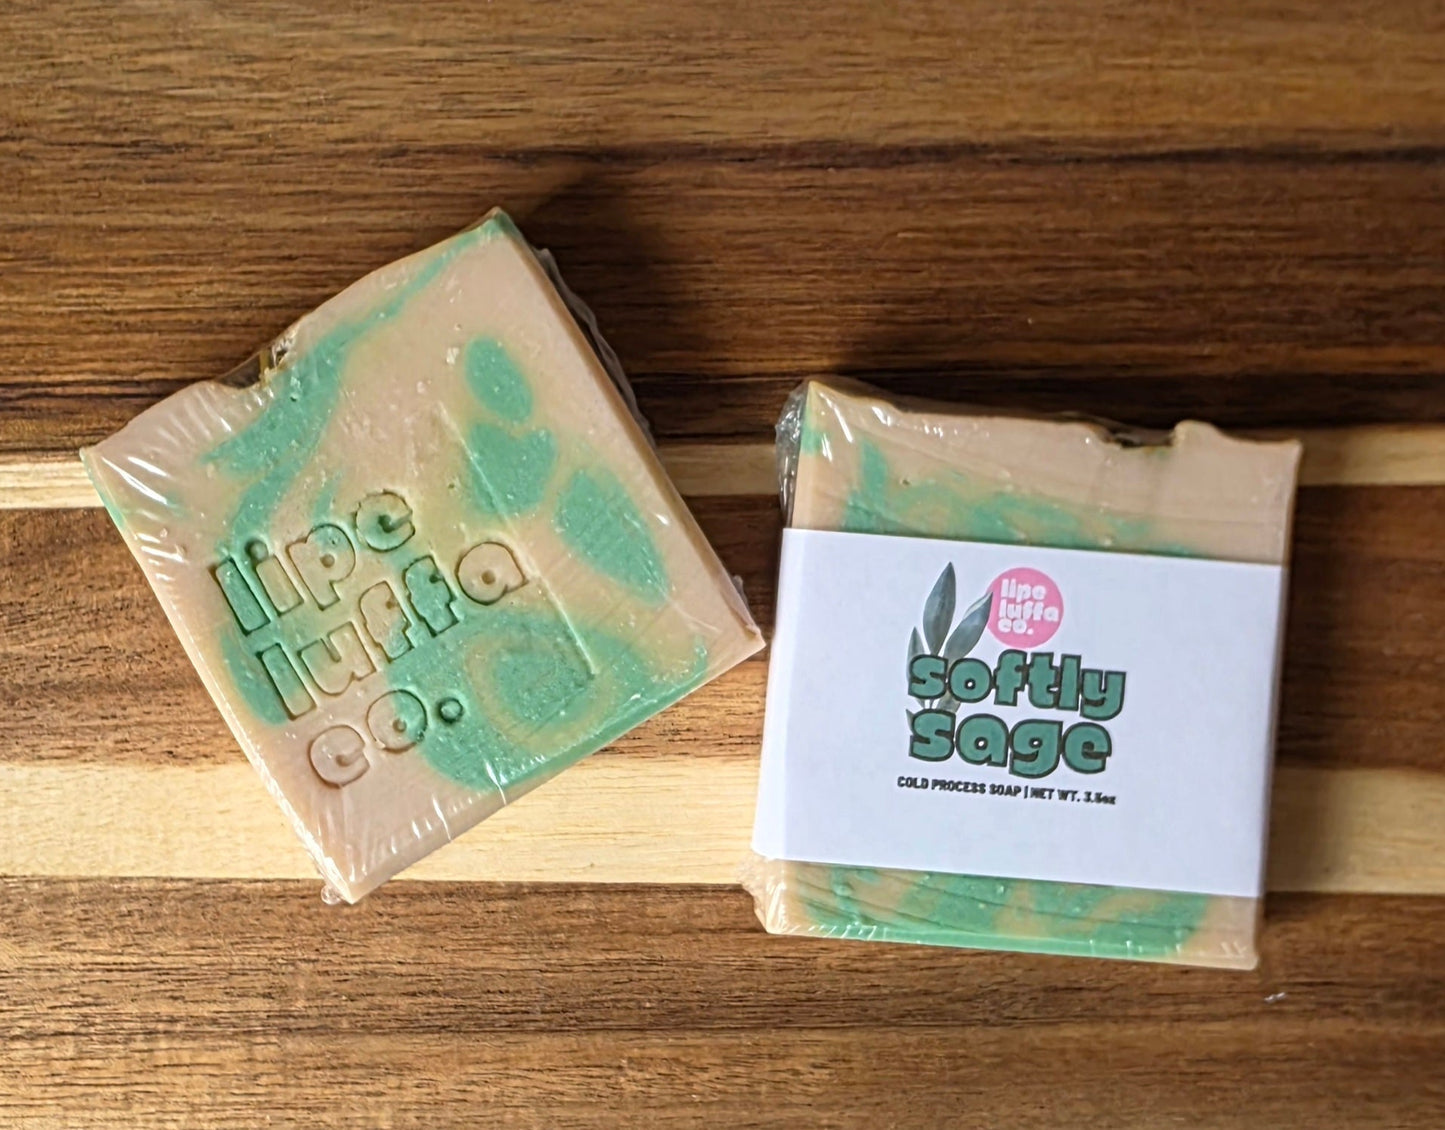 lipe
luffa
co.
lipe
luffa
co.
softly
sage
COLD PROCESS SOAP | NET WT. 3.5oz